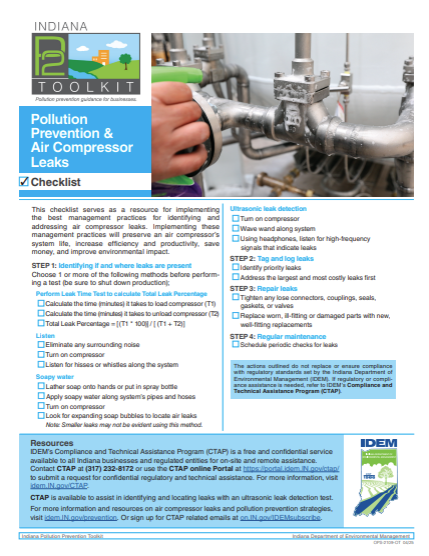 INDIANA
P2
TOOLKIT
Pollution prevention guidance for businesses.
Pollution
Prevention &
Air Compressor
Leaks
Checklist
This checklist serves as a resource for implementing
the best management practices for identifying and
addressing air compressor leaks. Implementing these
management practices will preserve an air compressor's
system life, increase efficiency and productivity, save
money, and improve environmental impact.
STEP 1: Identifying if and where leaks are present
Choose 1 or more of the following methods before perform-
ing a test (be sure to shut down production);
Perform Leak Time Test to calculate Total Leak Percentage
Calculate the time (minutes) it takes to load compressor (T1)
Calculate the time (minutes) it takes to unload compressor (T2)
Total Leak Percentage = [(T1 * 100)] / [ (T1 + T2)]
Listen
Eliminate any surrounding noise
Turn on compressor
Listen for hisses or whistles along the system
Soapy water
Lather soap onto hands or put in spray bottle
Apply soapy water along system's pipes and hoses
Turn on compressor
Look for expanding soap bubbles to locate air leaks
Note: Smaller leaks may not be evident using this method.
Ultrasonic leak detection
Turn on compressor
Wave wand along system
Using headphones, listen for high-frequency
signals that indicate leaks
STEP 2: Tag and log leaks
Identify priority leaks
Address the largest and most costly leaks first
STEP 3: Repair leaks
Tighten any lose connectors, couplings, seals,
gaskets, or valves
Replace worn, ill-fitting or damaged parts with new,
well-fitting replacements
STEP 4: Regular maintenance
Schedule periodic checks for leaks
The actions outlined do not replace or ensure compliance
with regulatory standards set by the Indiana Department of
Environmental Management (IDEM). If regulatory or compli-
ance assistance is needed, refer to IDEM's Compliance and
Technical Assistance Program (CTAP).
Resources
IDEM's Compliance and Technical Assistance Program (CTAP) is a free and confidential service
available to all Indiana businesses and regulated entities for on-site and remote assistance.
Contact CTAP at (317) 232-8172 or use the CTAP online Portal at https://portal.idem.IN.gov/ctap/
to submit a request for confidential regulatory and technical assistance. For more information, visit
idem.IN.gov/CTAP.
CTAP is available to assist in identifying and locating leaks with an ultrasonic leak detection test.
For more information and resources on air compressor leaks and pollution prevention strategies,
visit idem.IN.gov/prevention. Or sign up for CTAP related emails at on.IN.gov/IDEMsubscribe.
IDEM
Indiana Pollution Prevention Toolkit
Indiana Department of Environmental Management